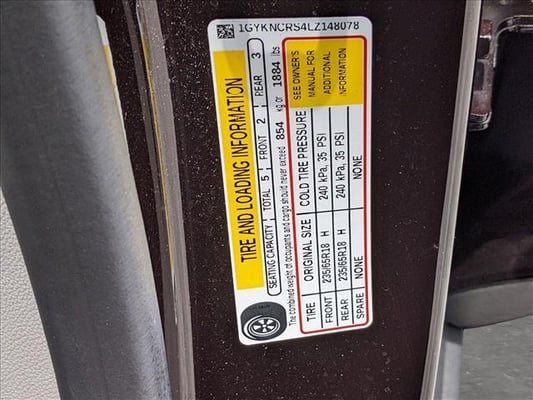 1GYKNCRS4LZ148078
TIRE AND LOADING INFORMATION
SEATING CAPACITY TOTAL 5 FRONT 2 REAR 3
The combined weight of occupants and cargo should never exceed 854 kg or 1884 lbs
TIRE ORIGINAL SIZE COLD TIRE PRESSURE
FRONT 235/65R18 H 240 kPa, 35 PSI
REAR 235/65R18 H 240 kPa, 35 PSI
SPARE NONE NONE
SEE OWNER'S
MANUAL FOR
ADDITIONAL
INFORMATION